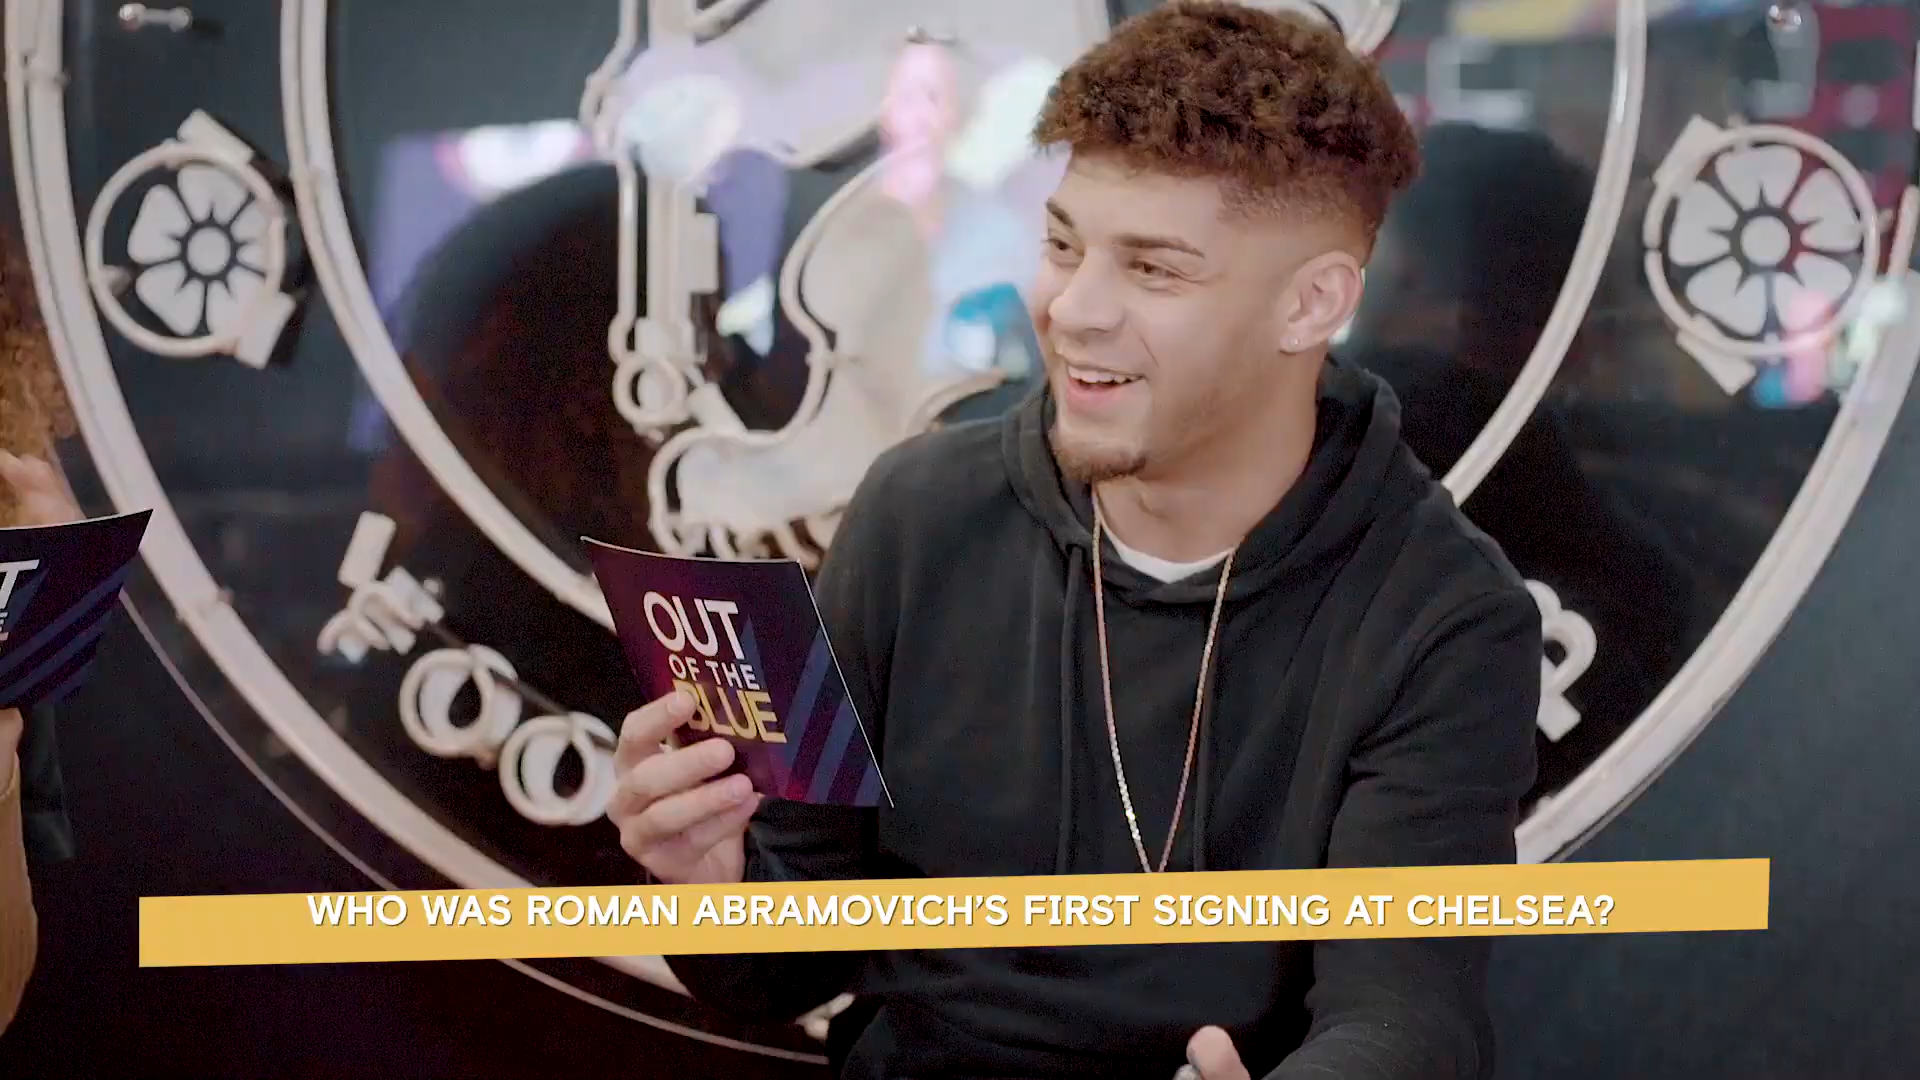 OUT
OF THE
BLUE
T
WHO WAS ROMAN ABRAMOVICH'S FIRST SIGNING AT CHELSEA?